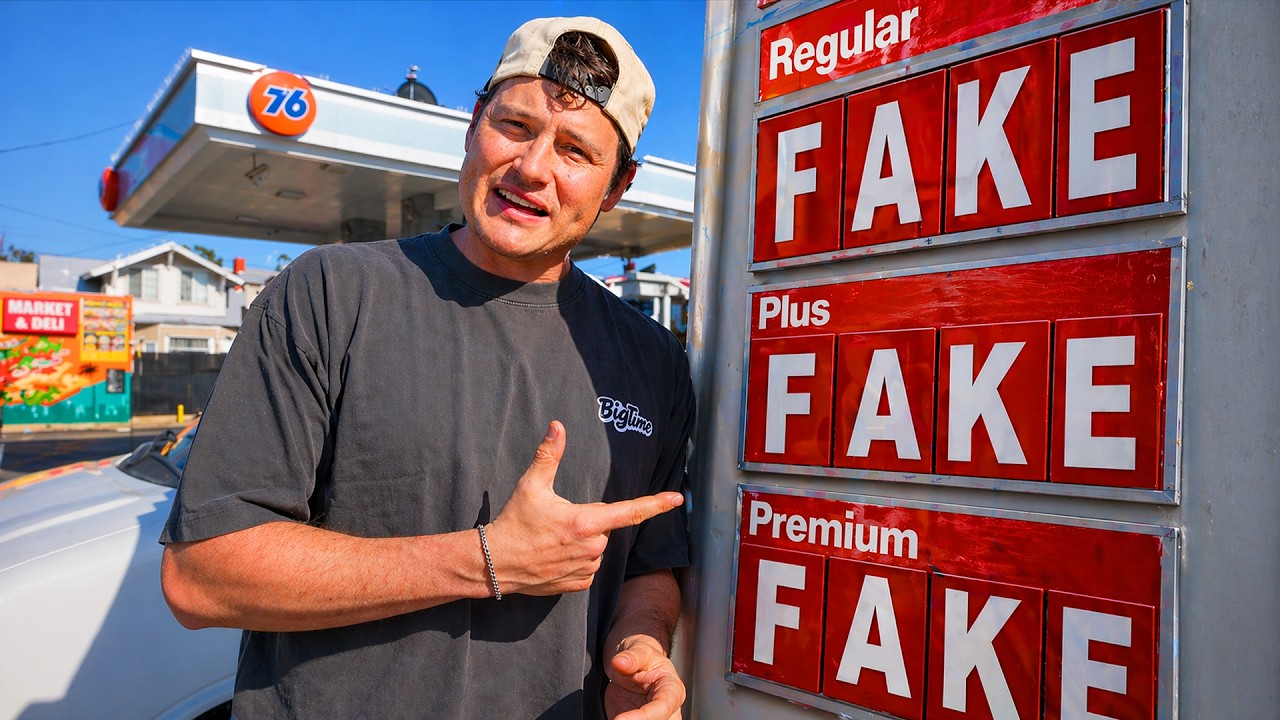 76
MARKET
& DELI
BigTime
Regular
FAKE
Plus
FAKE
Premium
FAKE